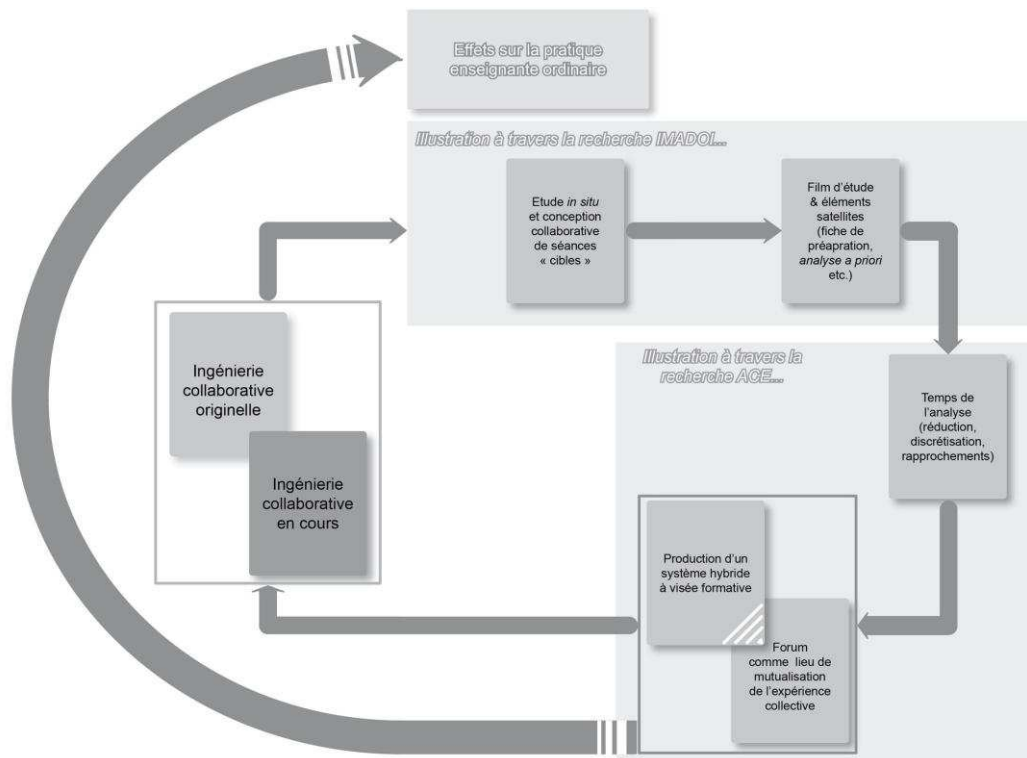 Effets sur la pratique
enseignante ordinaire
Illustration à travers la recherche IMADOI...
Etude in situ
et conception
collaborative
de séances
« cibles »
Film d'étude
& éléments
satellites
(fiche de
préapration,
analyse a priori
etc.)
Ingénierie
collaborative
originelle
Ingénierie
collaborative
en cours
Illustration à travers la
recherche ACE...
Temps de
l'analyse
(réduction,
discrétisation,
rapprochements)
Production d'un
système hybride
à visée formative
Forum
comme lieu de
mutualisation
de l'expérience
collective